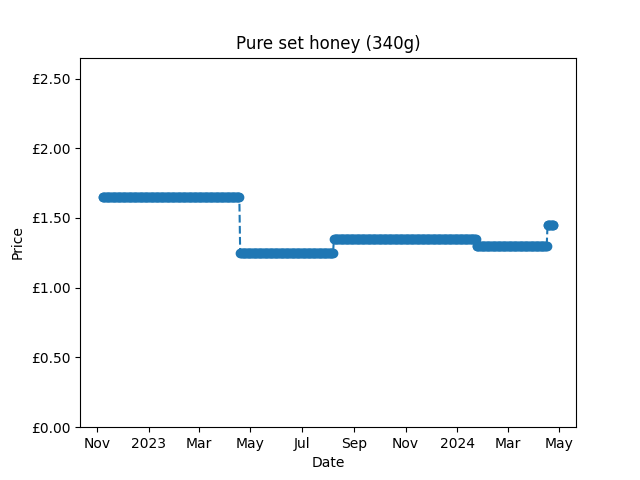 Pure set honey (340g)
£2.50
£2.00
£1.50
£1.00
£0.50
£0.00
Price
Nov 2023 Mar May Jul Sep Nov 2024 Mar May
Date